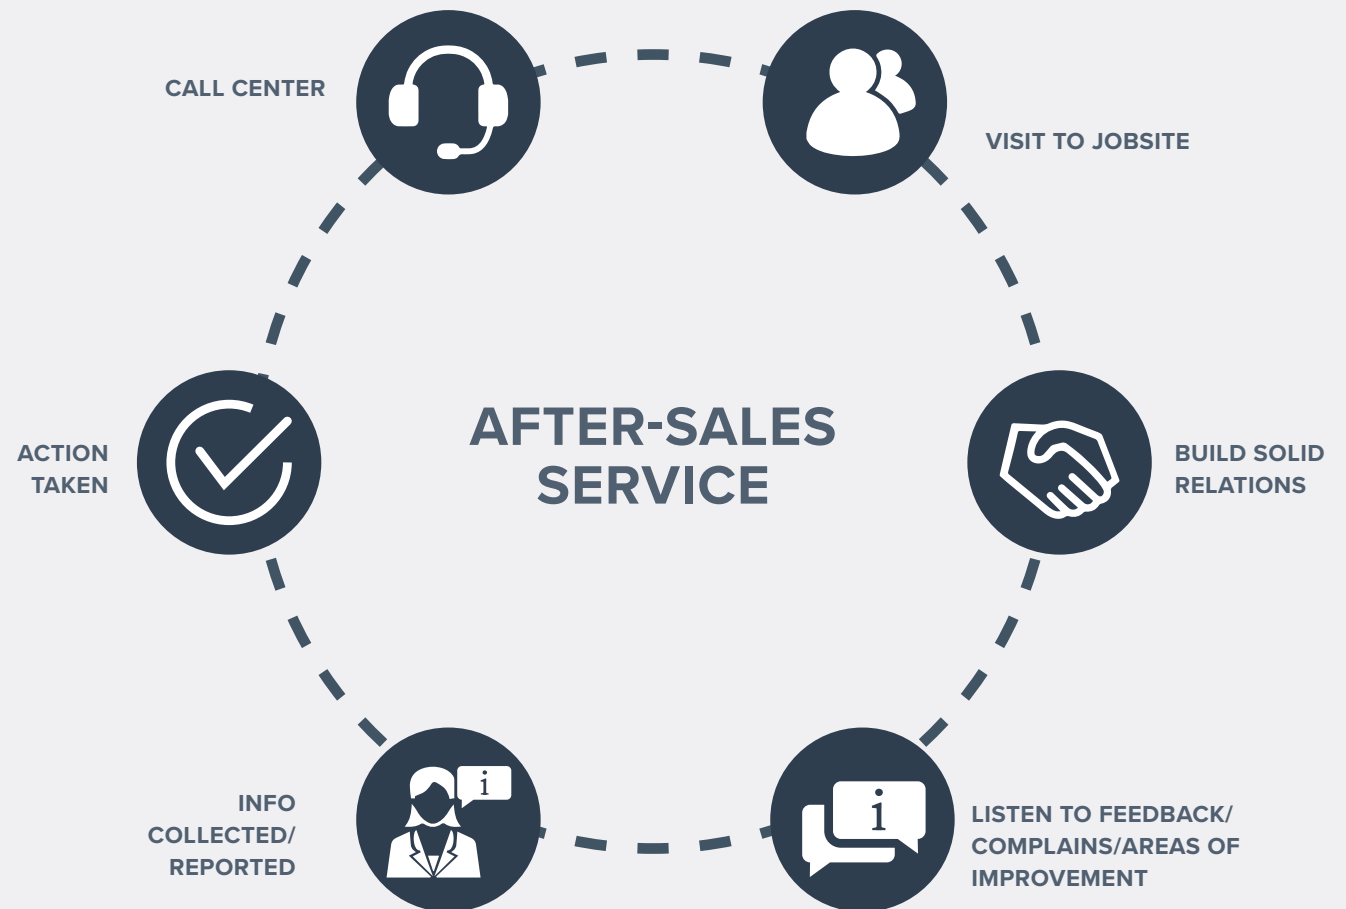 CALL CENTER
VISIT TO JOBSITE
AFTER-SALES
SERVICE
ACTION
TAKEN
BUILD SOLID
RELATIONS
i
i
INFO
COLLECTED/
REPORTED
LISTEN TO FEEDBACK/
COMPLAINS/AREAS OF
IMPROVEMENT